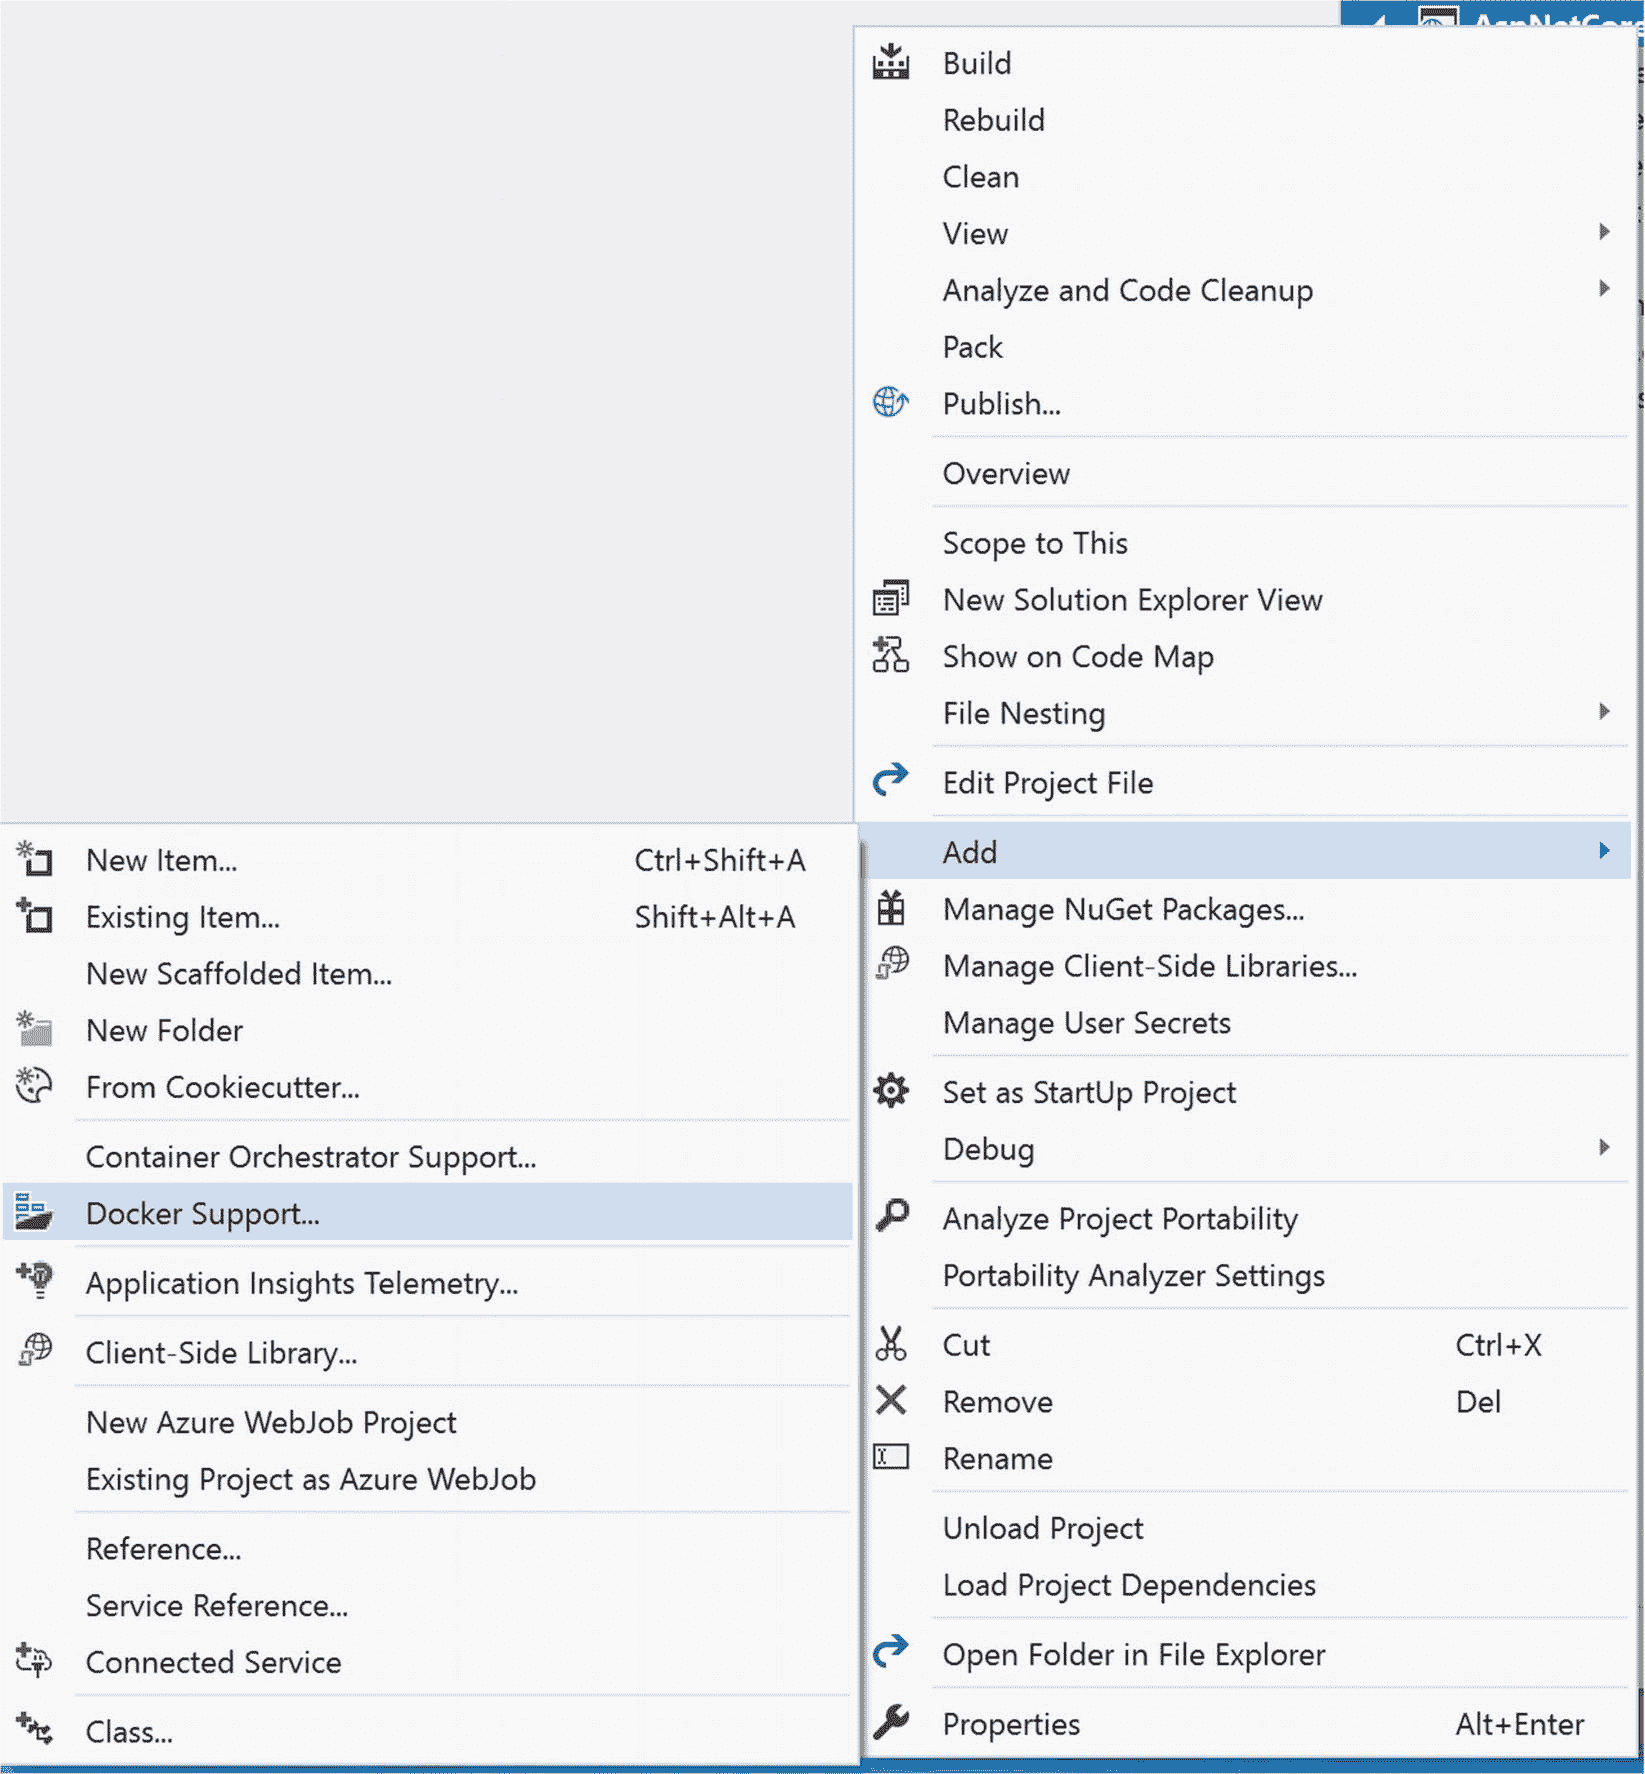 Build
Rebuild
Clean
View
Analyze and Code Cleanup
Pack
Publish...
Overview
Scope to This
New Solution Explorer View
Show on Code Map
File Nesting
Edit Project File
Add
Manage NuGet Packages...
Manage Client-Side Libraries...
Manage User Secrets
Set as StartUp Project
Debug
Analyze Project Portability
Portability Analyzer Settings
Cut Ctrl+X
Remove Del
Rename
Unload Project
Load Project Dependencies
Open Folder in File Explorer
Properties Alt+Enter
New Item... Ctrl+Shift+A
Existing Item... Shift+Alt+A
New Scaffolded Item...
New Folder
From Cookiecutter...
Container Orchestrator Support...
Docker Support...
Application Insights Telemetry...
Client-Side Library...
New Azure WebJob Project
Existing Project as Azure WebJob
Reference...
Service Reference...
Connected Service
Class...